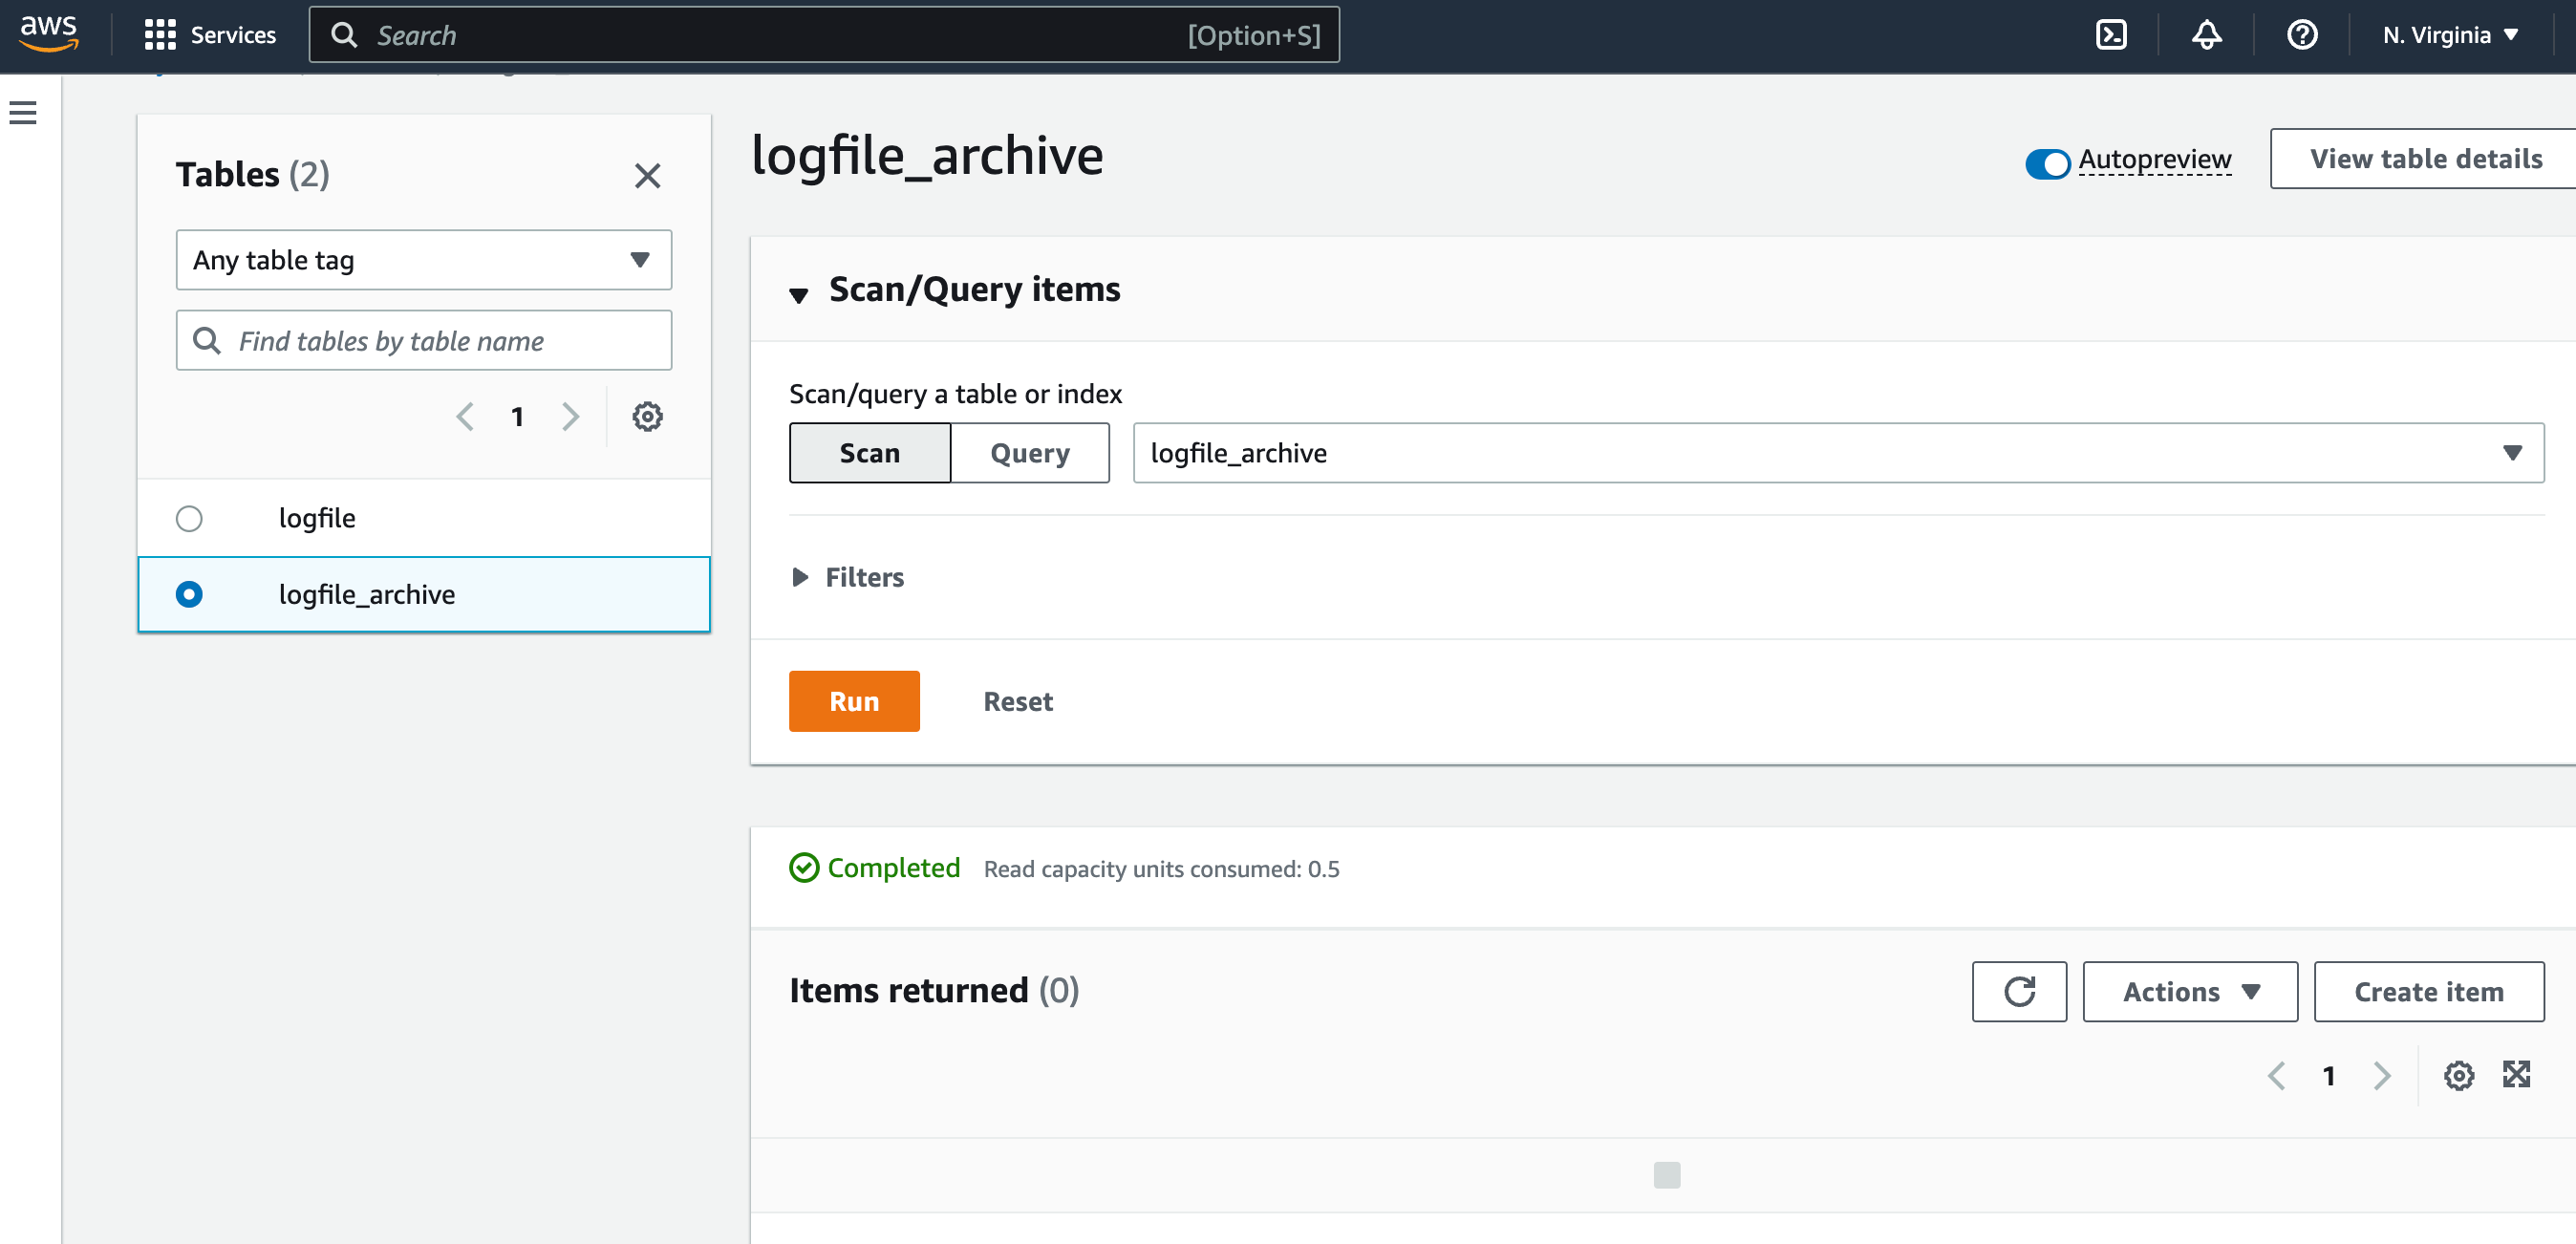 aws
Services
Search
[Option+S]
N. Virginia
Tables (2)
Any table tag
Find tables by table name
1
logfile
logfile_archive
logfile_archive
Autopreview
View table details
Scan/Query items
Scan/query a table or index
Scan
Query
logfile_archive
Filters
Run
Reset
Completed
Read capacity units consumed: 0.5
Items returned (0)
Actions
Create item
1